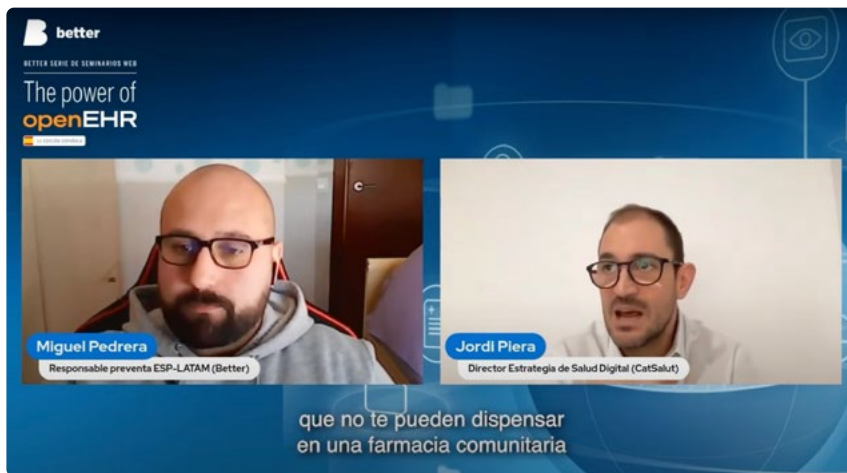 better
BETTER SERIE DE SEMINARIOS WEB
The power of
openEHR
Miguel Pedrera
Responsable preventa ESP-LATAM (Better)
Jordi Piera
Director Estrategia de Salud Digital (CatSalut)
que no te pueden dispensar
en una farmacia comunitaria